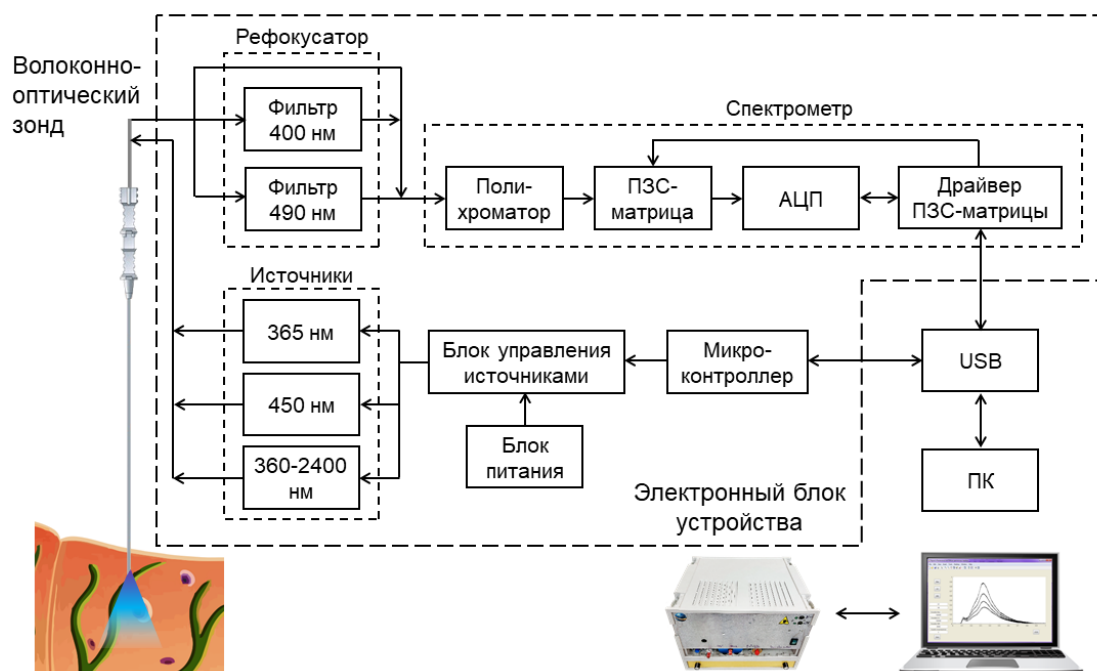 Рефокусатор
Волоконно-
оптический
зонд
Фильтр
400 нм
Фильтр
490 нм
Спектрометр
Поли-
хроматор
ПЗС-
матрица
АЦП
Драйвер
ПЗС-матрицы
Источники
365 нм
450 нм
360-2400
нм
Блок управления
источниками
Микро-
контроллер
USB
Блок
питания
ПК
Электронный блок
устройства